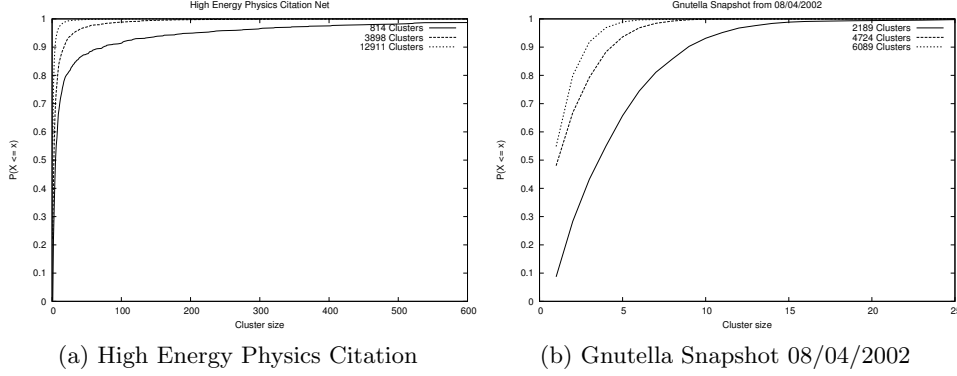 High Energy Physics Citation Net
1
0.9
0.8
0.7
0.6
0.5
0.4
0.3
0.2
0.1
0
P(X <= x)
814 Clusters
3898 Clusters
12911 Clusters
0 100 200 300 400 500 600
Cluster size
(a) High Energy Physics Citation
Gnutella Snapshot from 08/04/2002
1
0.9
0.8
0.7
0.6
0.5
0.4
0.3
0.2
0.1
0
P(X <= x)
2189 Clusters
4724 Clusters
6089 Clusters
0 5 10 15 20 25
Cluster size
(b) Gnutella Snapshot 08/04/2002